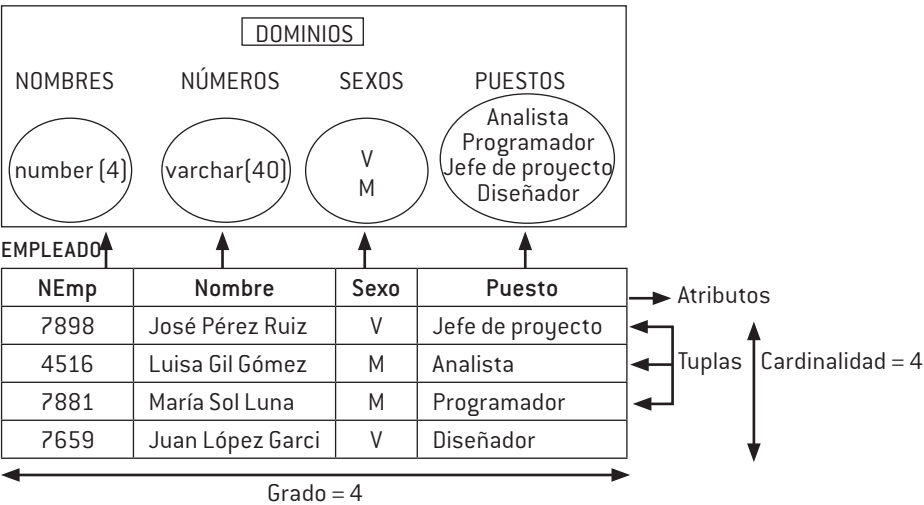 DOMINIOS
NOMBRES NÚMEROS SEXOS PUESTOS
number (4)
varchar(40)
V
M
Analista
Programador
Jefe de proyecto
Diseñador
EMPLEADO
NEmp Nombre Sexo Puesto
7898 José Pérez Ruiz V Jefe de proyecto
4516 Luisa Gil Gómez M Analista
7881 María Sol Luna M Programador
7659 Juan López Garci V Diseñador
Atributos
Tuplas
Cardinalidad = 4
Grado = 4